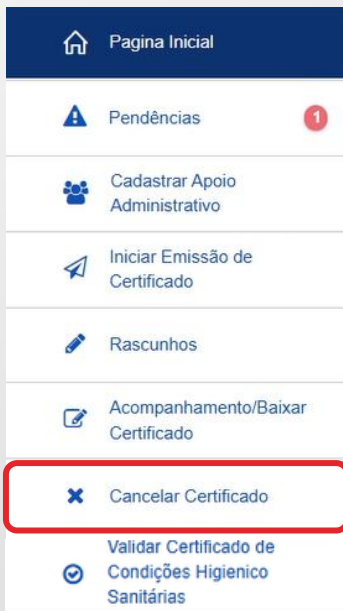 Pagina Inicial
Pendências
1
Cadastrar Apoio
Administrativo
Iniciar Emissão de
Certificado
Rascunhos
Acompanhamento/Baixar
Certificado
Cancelar Certificado
Validar Certificado de
Condições Higienico
Sanitárias